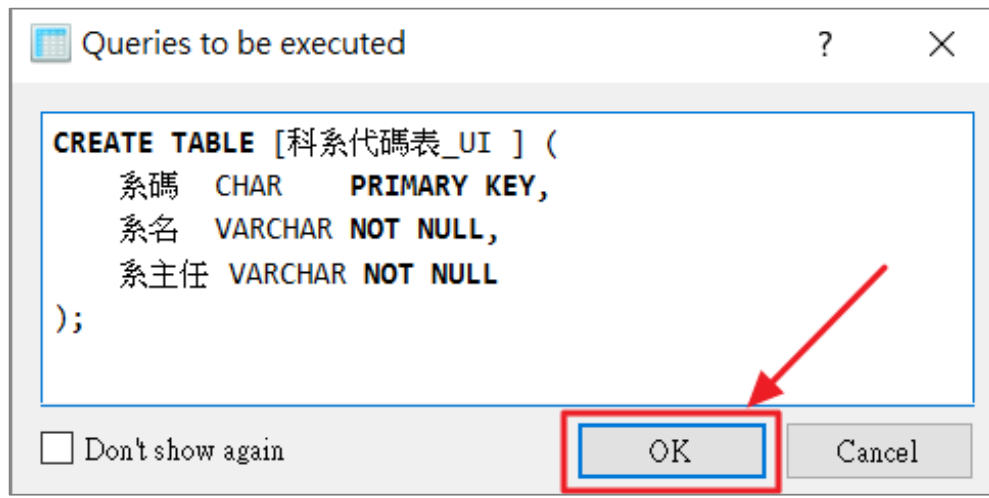 Queries to be executed
CREATE TABLE [科系代碼表_UI ] (
系碼 CHAR PRIMARY KEY,
系名 VARCHAR NOT NULL,
系主任 VARCHAR NOT NULL
);
Don't show again
OK
Cancel